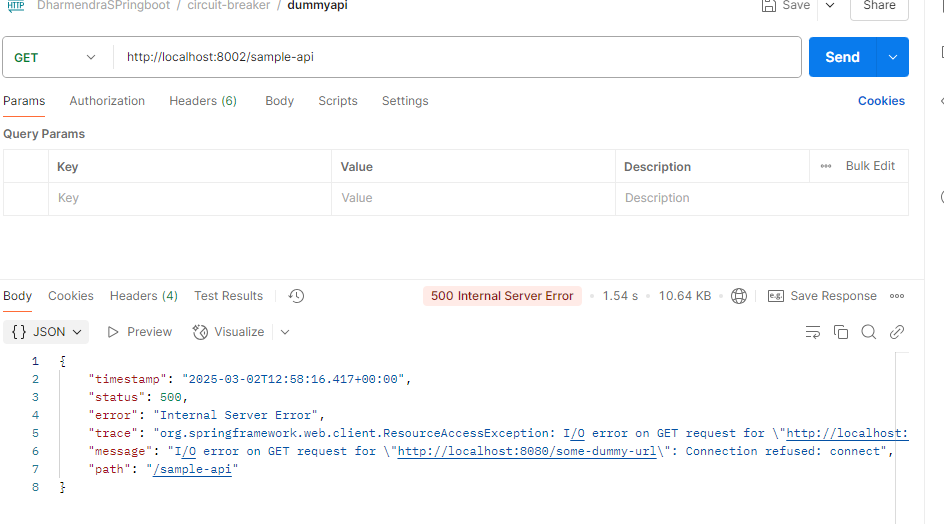 HTTP DharmendraSPringboot / circuit-breaker / dummyapi Save Share
GET http://localhost:8002/sample-api Send
Params Authorization Headers (6) Body Scripts Settings Cookies
Query Params
Key Value Description Bulk Edit
Key Value Description
Body Cookies Headers (4) Test Results 500 Internal Server Error • 1.54 s • 10.64 KB • e.g. Save Response
{} JSON Preview Visualize
1 {
2 "timestamp": "2025-03-02T12:58:16.417+00:00",
3 "status": 500,
4 "error": "Internal Server Error",
5 "trace": "org.springframework.web.client.ResourceAccessException: I/O error on GET request for \"http://localhost:
6 "message": "I/O error on GET request for \"http://localhost:8080/some-dummy-url\": Connection refused: connect",
7 "path": "/sample-api"
8 }